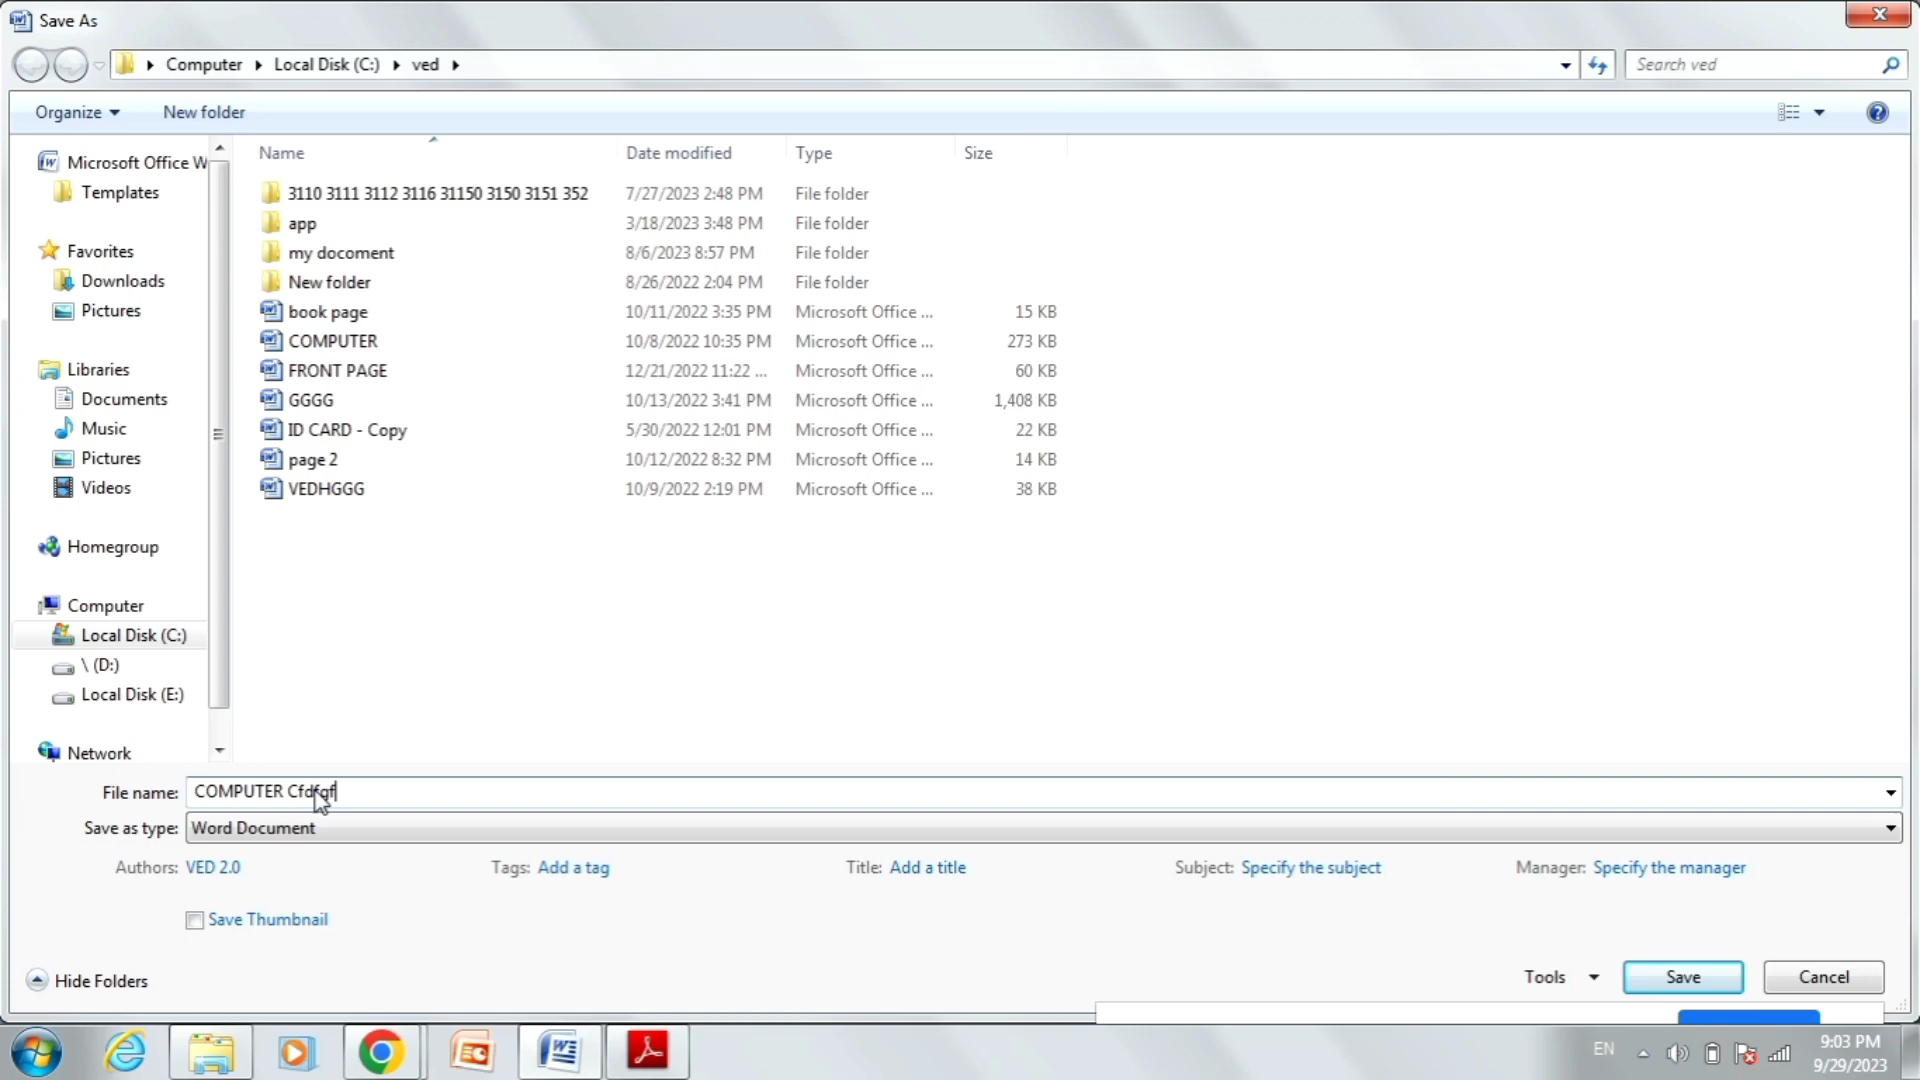 Save As
Computer Local Disk (C:) ved
Search ved
Organize New folder
Microsoft Office W
Templates
Favorites
Downloads
Pictures
Libraries
Documents
Music
Pictures
Videos
Homegroup
Computer
Local Disk (C:)
\ (D:)
Local Disk (E:)
Network
Name Date modified Type Size
3110 3111 3112 3116 31150 3150 3151 352 7/27/2023 2:48 PM File folder
app 3/18/2023 3:48 PM File folder
my docoment 8/6/2023 8:57 PM File folder
New folder 8/26/2022 2:04 PM File folder
book page 10/11/2022 3:35 PM Microsoft Office ... 15 KB
COMPUTER 10/8/2022 10:35 PM Microsoft Office ... 273 KB
FRONT PAGE 12/21/2022 11:22 ... Microsoft Office ... 60 KB
GGGG 10/13/2022 3:41 PM Microsoft Office ... 1,408 KB
ID CARD - Copy 5/30/2022 12:01 PM Microsoft Office ... 22 KB
page 2 10/12/2022 8:32 PM Microsoft Office ... 14 KB
VEDHGGG 10/9/2022 2:19 PM Microsoft Office ... 38 KB
File name: COMPUTER
Save as type: Word Document
Authors: VED 2.0 Tags: Add a tag Title: Add a title Subject: Specify the subject Manager: Specify the manager
Save Thumbnail
Hide Folders Tools Save Cancel
EN 9:03 PM
9/29/2023